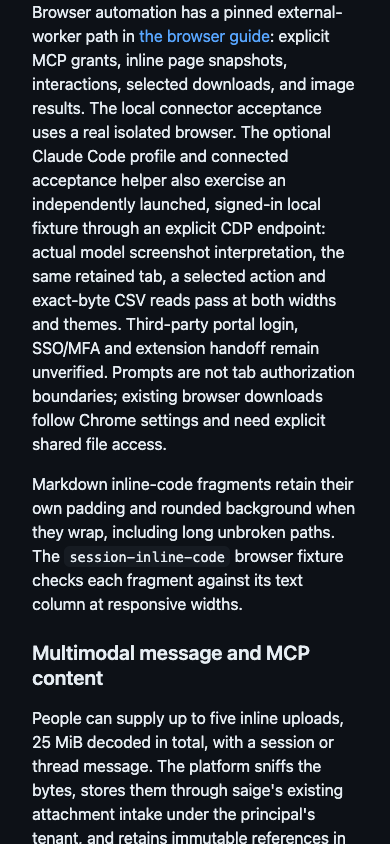 Browser automation has a pinned external-
worker path in the browser guide: explicit
MCP grants, inline page snapshots,
interactions, selected downloads, and image
results. The local connector acceptance
uses a real isolated browser. The optional
Claude Code profile and connected
acceptance helper also exercise an
independently launched, signed-in local
fixture through an explicit CDP endpoint:
actual model screenshot interpretation, the
same retained tab, a selected action and
exact-byte CSV reads pass at both widths
and themes. Third-party portal login,
SSO/MFA and extension handoff remain
unverified. Prompts are not tab authorization
boundaries; existing browser downloads
follow Chrome settings and need explicit
shared file access.
Markdown inline-code fragments retain their
own padding and rounded background when
they wrap, including long unbroken paths.
The session-inline-code browser fixture
checks each fragment against its text
column at responsive widths.
Multimodal message and MCP
content
People can supply up to five inline uploads,
25 MiB decoded in total, with a session or
thread message. The platform sniffs the
bytes, stores them through saige's existing
attachment intake under the principal's
tenant, and retains immutable references in